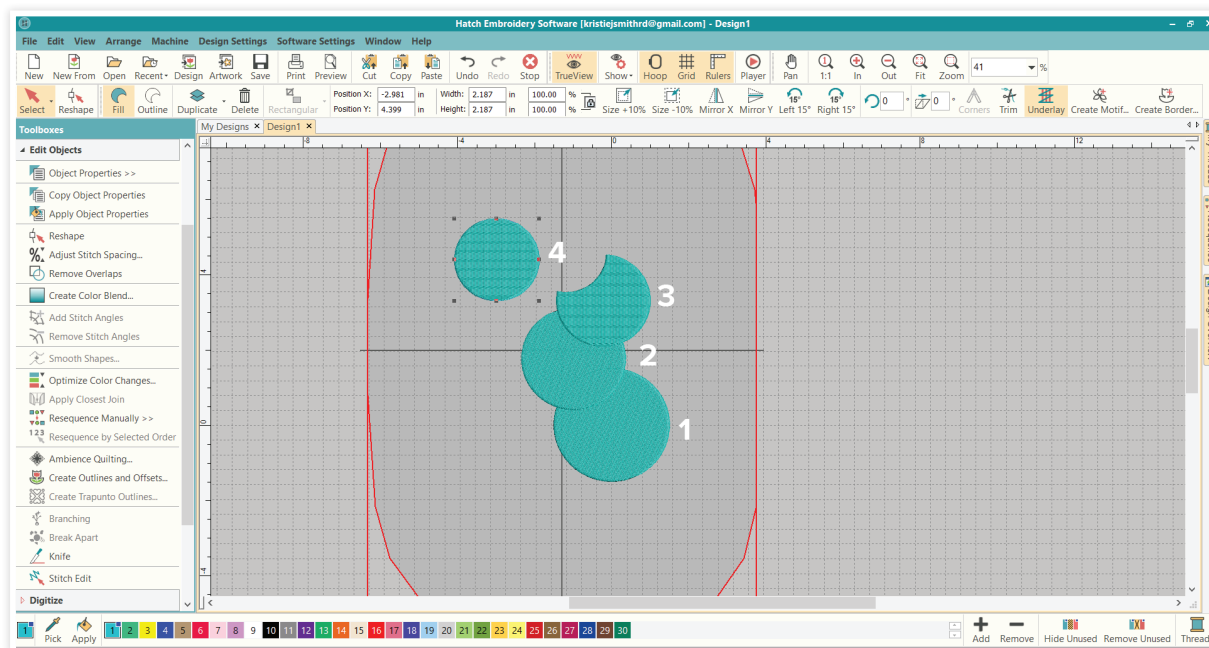 Hatch Embroidery Software [kristiejsmithrd@gmail.com] - Design1
File Edit View Arrange Machine Design Settings Software Settings Window Help
New New From Open Recent Design Artwork Save Print Preview Cut Copy Paste Undo Redo Stop TrueView Show Hoop Grid Rulers Player Pan 1:1 In Out Fit Zoom 41 %
Position X: -2.981 in Width: 2.187 in 100.00 % 15° 15° 0 ° 0 °
Position Y: 4.399 in Height: 2.187 in 100.00 %
Select Reshape Fill Outline Duplicate Delete Rectangular Size +10% Size -10% Mirror X Mirror Y Left 15° Right 15° Corners Trim Underlay Create Motif... Create Border...
Toolboxes
My Designs × Design1 ×
Edit Objects
Object Properties >>
Copy Object Properties
Apply Object Properties
Reshape
Adjust Stitch Spacing...
Remove Overlaps
Create Color Blend...
Add Stitch Angles
Remove Stitch Angles
Smooth Shapes...
Optimize Color Changes...
Apply Closest Join
Resequence Manually >>
Resequence by Selected Order
Ambience Quilting...
Create Outlines and Offsets...
Create Trapunto Outlines...
Branching
Break Apart
Knife
Stitch Edit
Digitize
-8 -4 0 4 12
4
0
-4
4
3
2
1
1 Pick Apply 1 2 3 4 5 6 7 8 9 10 11 12 13 14 15 16 17 18 19 20 21 22 23 24 25 26 27 28 29 30 Add Remove Hide Unused Remove Unused Thread